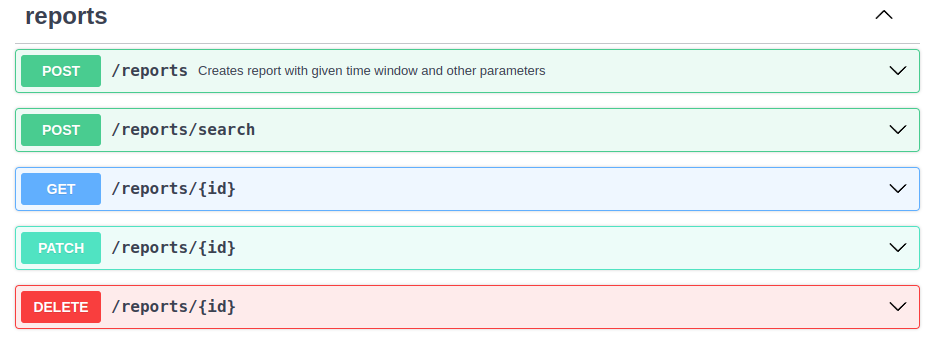 reports
POST /reports Creates report with given time window and other parameters
POST /reports/search
GET /reports/{id}
PATCH /reports/{id}
DELETE /reports/{id}